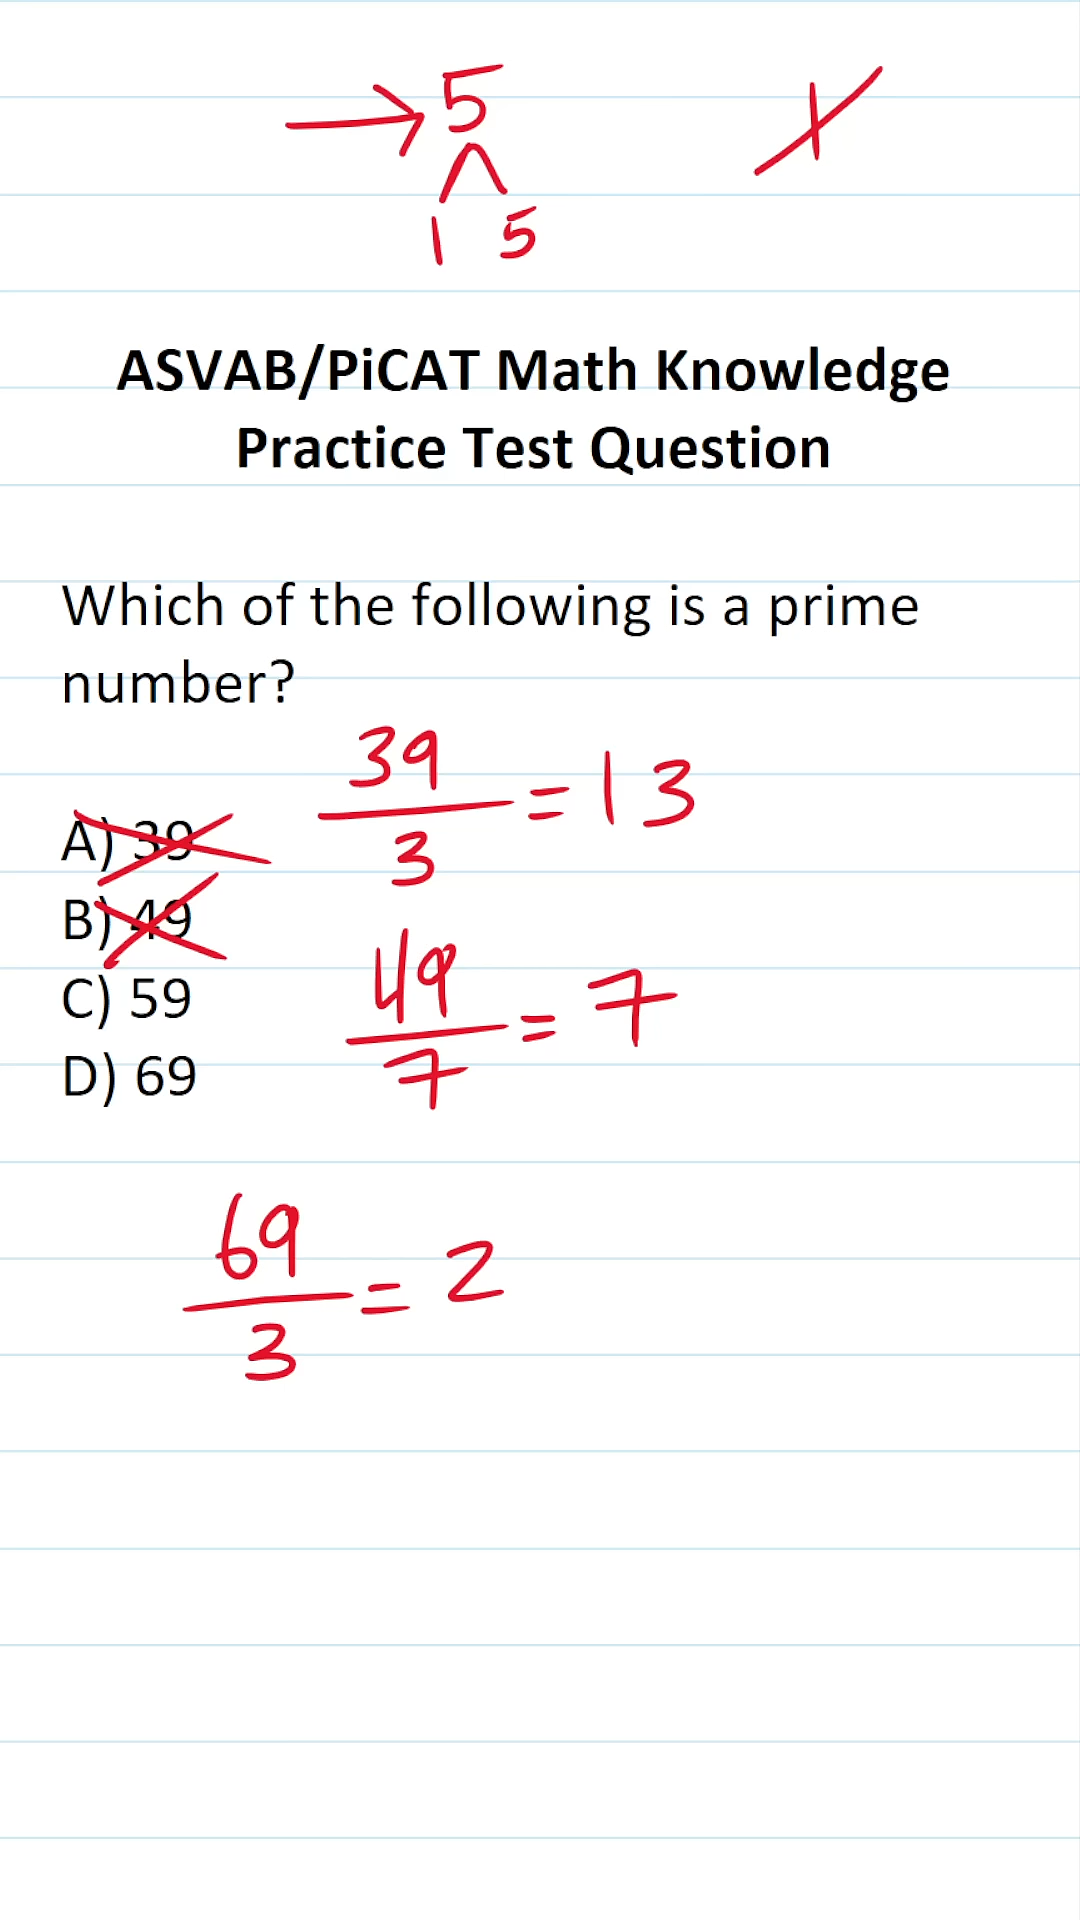 → 5
1 5
1
ASVAB/PiCAT Math Knowledge
Practice Test Question
Which of the following is a prime
number?
39
3
= 13
A) 39
B) 49
C) 59
D) 69
49
7
= 7
69
3
= 2